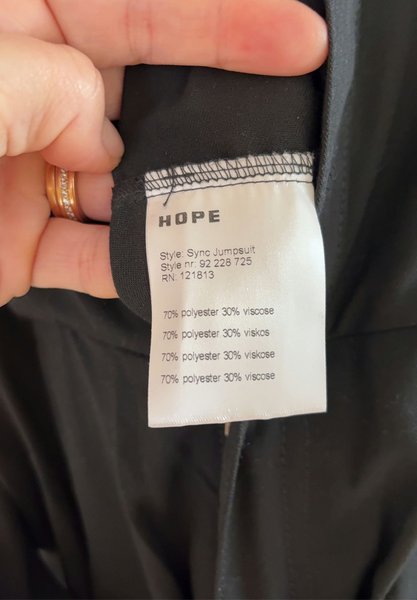 HOPE
Style: Sync Jumpsuit
Style nr: 92 228 725
RN: 121813
70% polyester 30% viscose
70% polyester 30% viskos
70% polyester 30% viskose
70% polyester 30% viscose